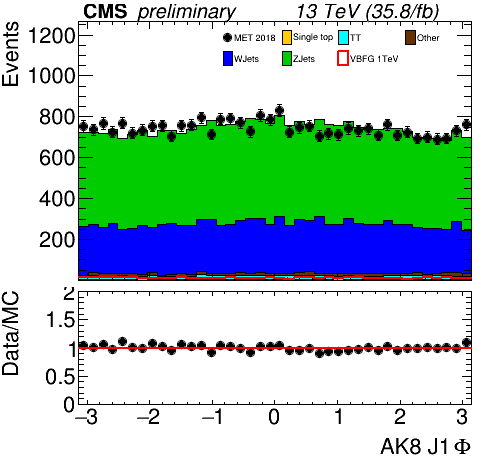 CMS preliminary 13 TeV (35.8/fb)
Events
1200
1000
800
600
400
200
MET 2018 Single top TT Other
WJets ZJets VBFG 1TeV
Data/MC
2
1.5
1
0.5
0
−3 −2 −1 0 1 2 3
AK8 J1 Φ